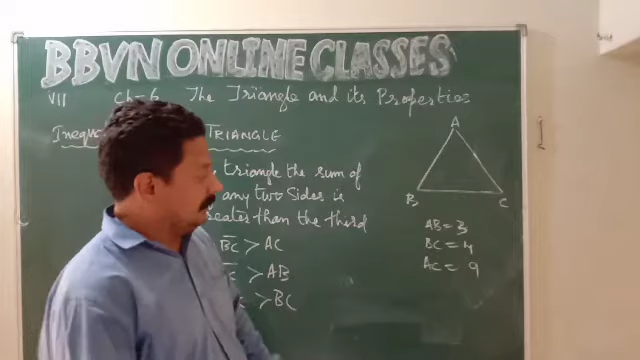 BBVN ONLINE CLASSES
VII Ch-6 The Triangle and its Properties
TRIANGLE
triangle the sum of
any two Sides is
than the third
BC > AC
> AB
> BC
A
B C
AB = 3
BC = 4
AC = 9